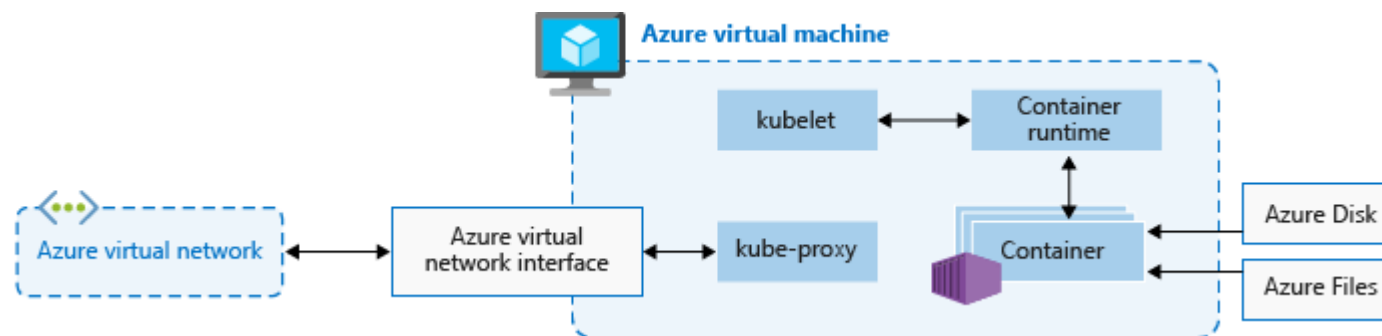 Azure virtual machine
kubelet
Container
runtime
Azure virtual network
Azure virtual
network interface
kube-proxy
Container
Azure Disk
Azure Files